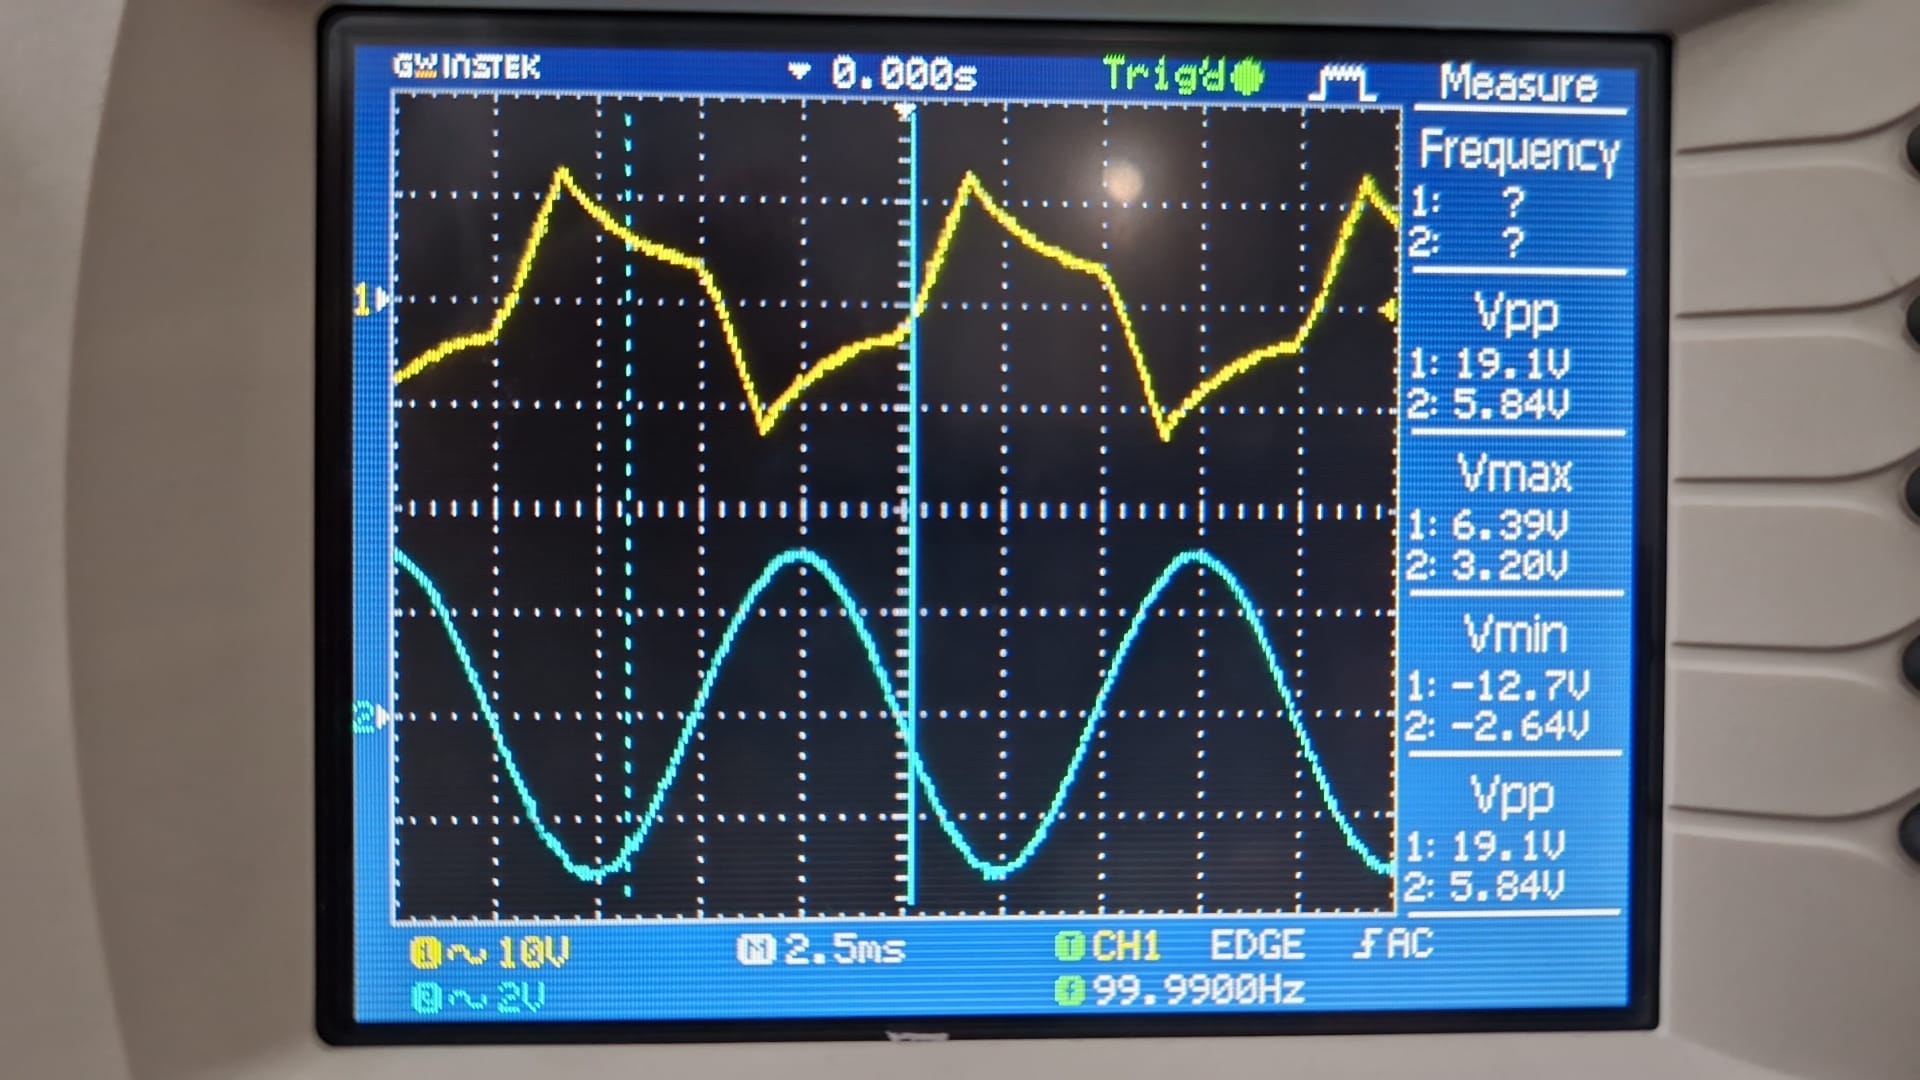 GW INSTEK 0.000s Trig'd Measure
Frequency
1: ?
2: ?
Vpp
1: 19.1V
2: 5.84V
Vmax
1: 6.39V
2: 3.20V
Vmin
1: -12.7V
2: -2.64V
Vpp
1: 19.1V
2: 5.84V
1
2
1 ~ 10V M 2.5ms T CH1 EDGE AC
2 ~ 2V f 99.9900Hz